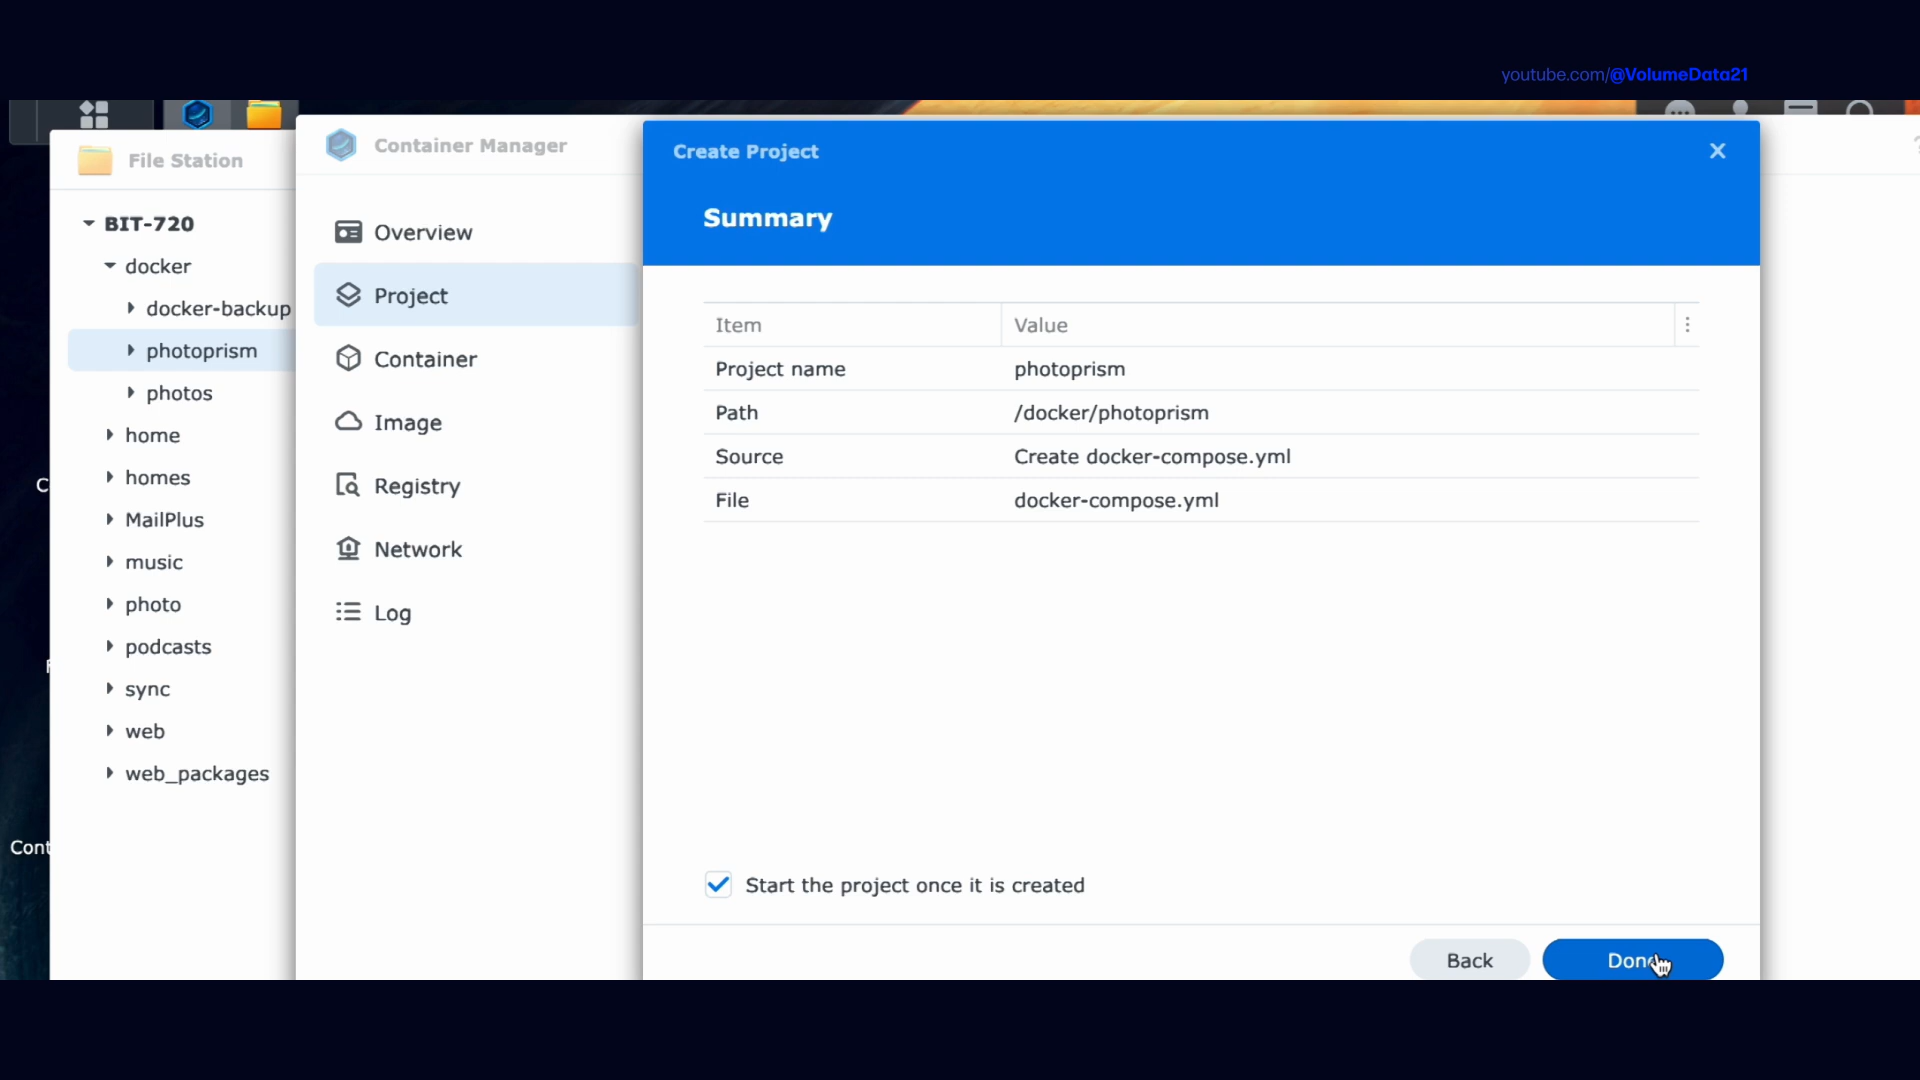 youtube.com/@VolumeData21
File Station
BIT-720
docker
docker-backup
photoprism
photos
home
homes
MailPlus
music
photo
podcasts
sync
web
web_packages
Container Manager
Overview
Project
Container
Image
Registry
Network
Log
Create Project
Summary
Item Value
Project name photoprism
Path /docker/photoprism
Source Create docker-compose.yml
File docker-compose.yml
Start the project once it is created
Back Done
C
Cont